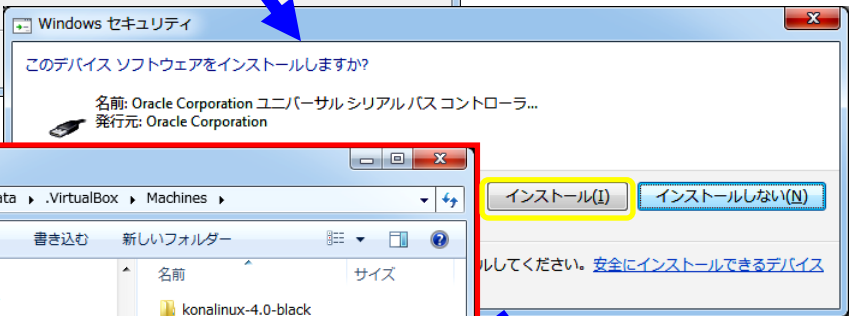 Windows セキュリティ
このデバイス ソフトウェアをインストールしますか?
名前: Oracle Corporation ユニバーサル シリアル バス コントローラ...
発行元: Oracle Corporation
ata ▸ .VirtualBox ▸ Machines ▸
インストール(I) インストールしない(N)
書き込む 新しいフォルダー
ルしてください。安全にインストールできるデバイス
名前 サイズ
konalinux-4.0-black